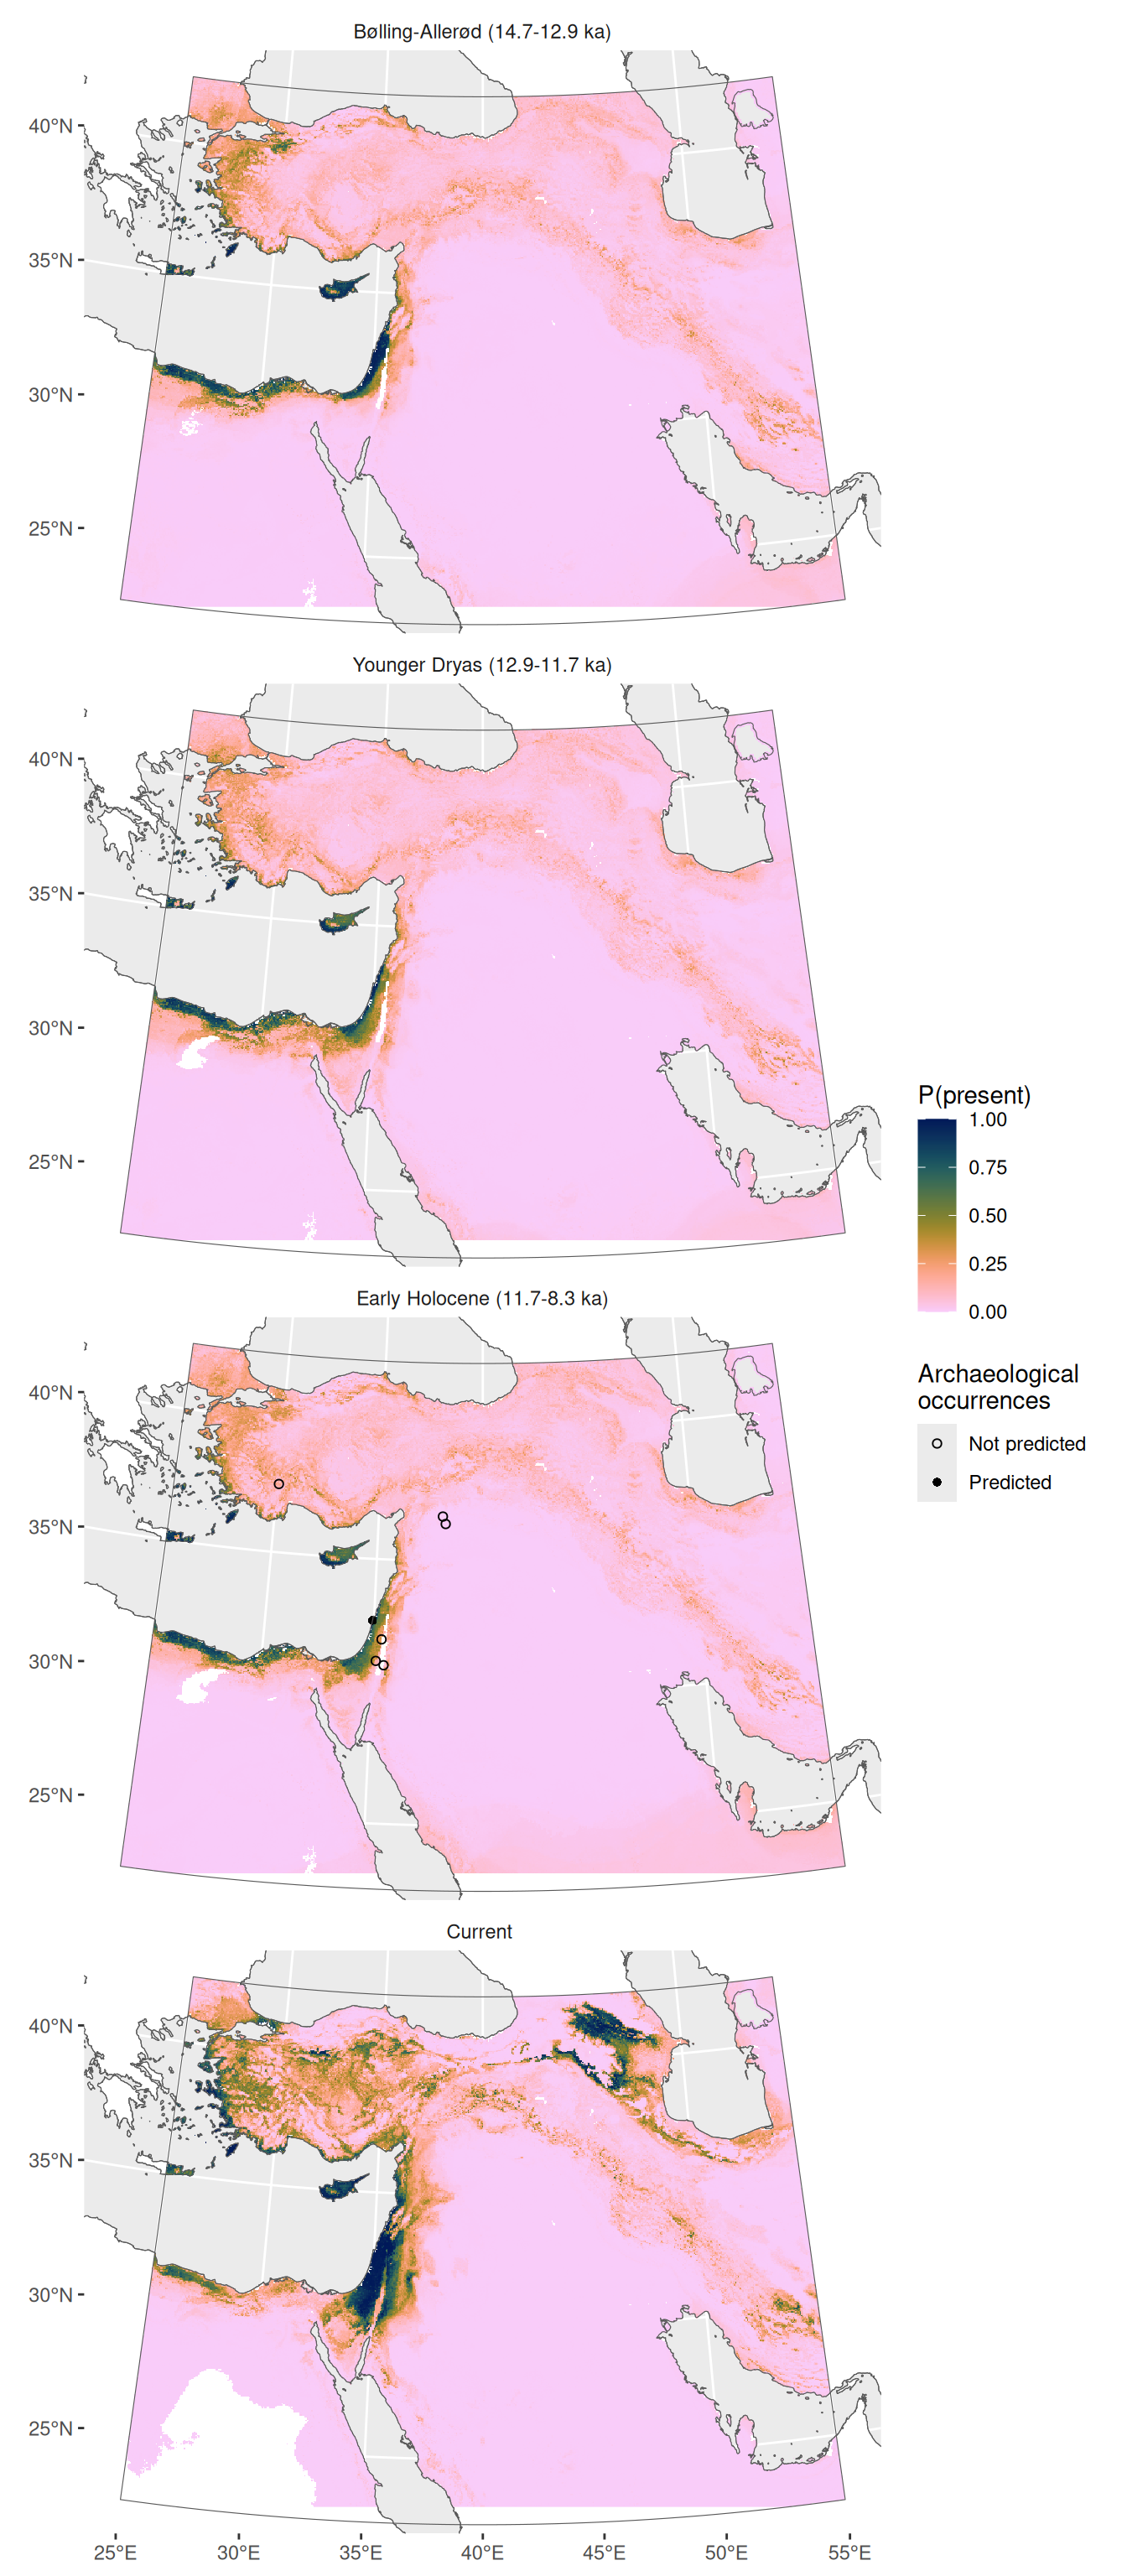 Bølling-Allerød (14.7-12.9 ka)
40°N
35°N
30°N
25°N
Younger Dryas (12.9-11.7 ka)
40°N
35°N
30°N
25°N
P(present)
1.00
0.75
0.50
0.25
0.00
Early Holocene (11.7-8.3 ka)
40°N
35°N
30°N
25°N
Archaeological
occurrences
Not predicted
Predicted
Current
40°N
35°N
30°N
25°N
25°E 30°E 35°E 40°E 45°E 50°E 55°E